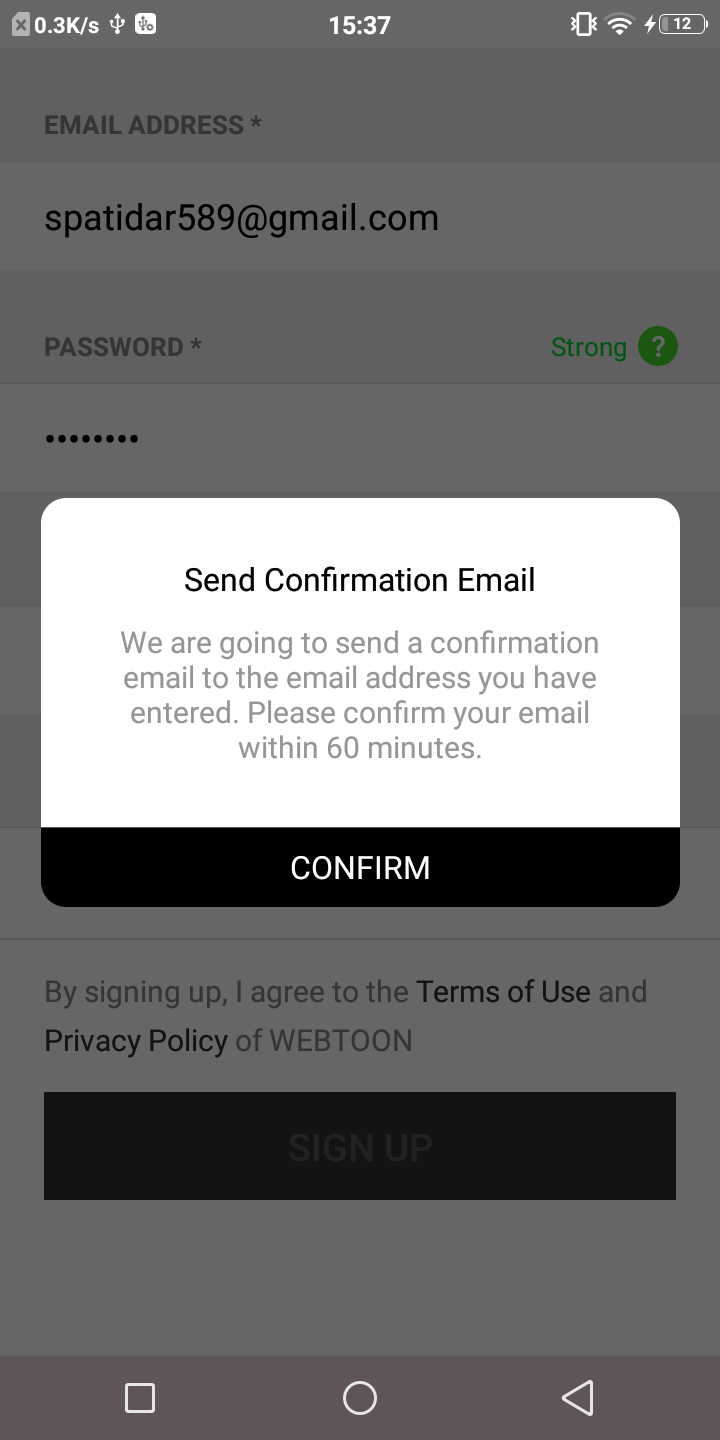 0.3K/s 15:37 12
EMAIL ADDRESS *
spatidar589@gmail.com
PASSWORD * Strong ?
••••••••
Send Confirmation Email
We are going to send a confirmation
email to the email address you have
entered. Please confirm your email
within 60 minutes.
CONFIRM
By signing up, I agree to the Terms of Use and
Privacy Policy of WEBTOON
SIGN UP